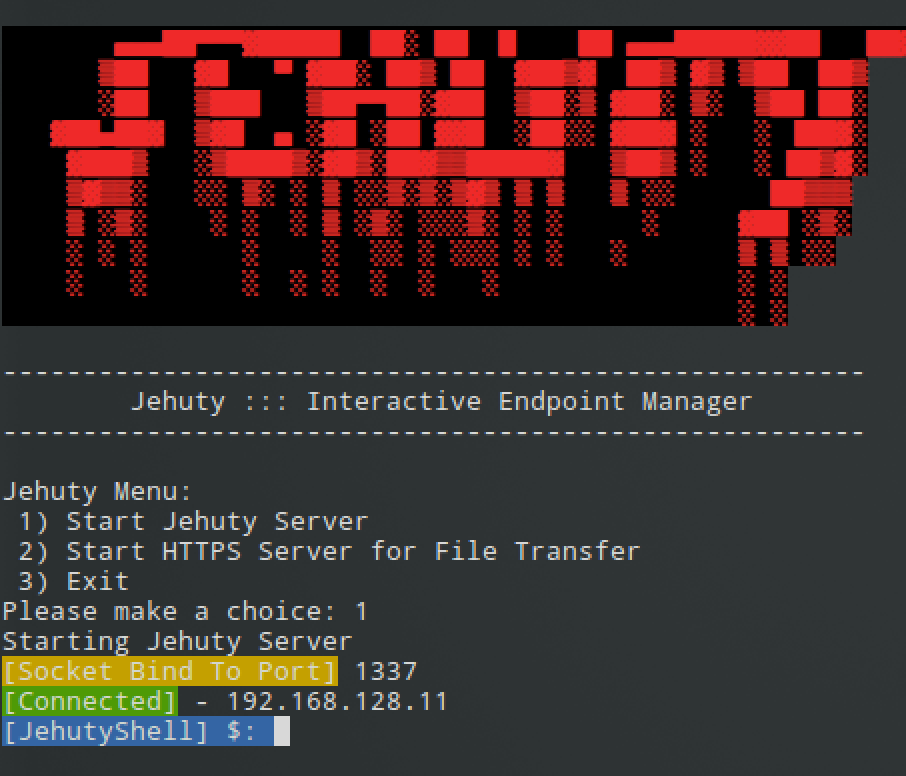 JEHUTY
------------------------------------------------------
Jehuty ::: Interactive Endpoint Manager
------------------------------------------------------
Jehuty Menu:
1) Start Jehuty Server
2) Start HTTPS Server for File Transfer
3) Exit
Please make a choice: 1
Starting Jehuty Server
[Socket Bind To Port] 1337
[Connected] - 192.168.128.11
[JehutyShell] $: